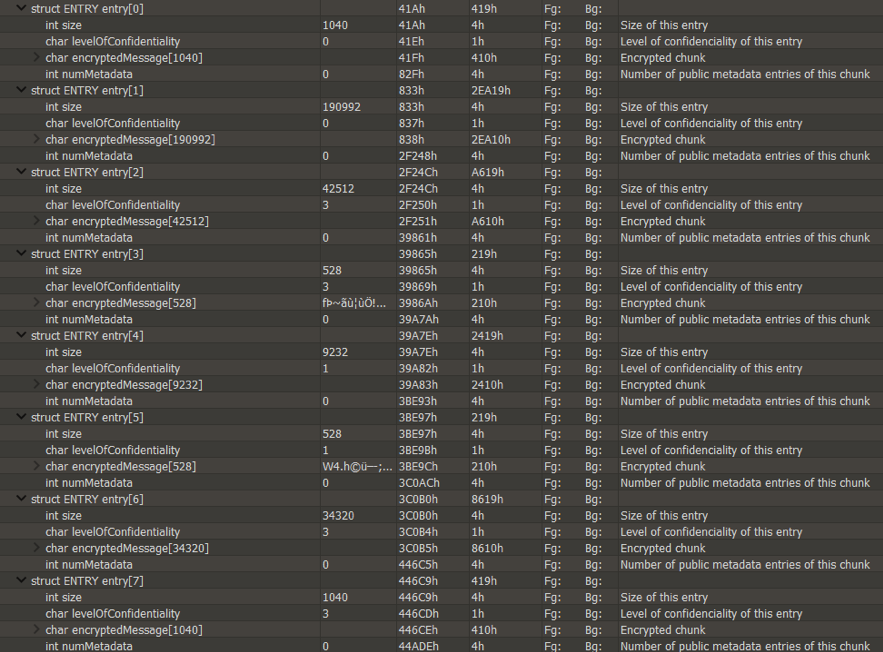 struct ENTRY entry[0] 41Ah 419h Fg: Bg:
int size 1040 41Ah 4h Fg: Bg: Size of this entry
char levelOfConfidentiality 0 41Eh 1h Fg: Bg: Level of confidenciality of this entry
char encryptedMessage[1040] 41Fh 410h Fg: Bg: Encrypted chunk
int numMetadata 0 82Fh 4h Fg: Bg: Number of public metadata entries of this chunk
struct ENTRY entry[1] 833h 2EA19h Fg: Bg:
int size 190992 833h 4h Fg: Bg: Size of this entry
char levelOfConfidentiality 0 837h 1h Fg: Bg: Level of confidenciality of this entry
char encryptedMessage[190992] 838h 2EA10h Fg: Bg: Encrypted chunk
int numMetadata 0 2F248h 4h Fg: Bg: Number of public metadata entries of this chunk
struct ENTRY entry[2] 2F24Ch A619h Fg: Bg:
int size 42512 2F24Ch 4h Fg: Bg: Size of this entry
char levelOfConfidentiality 3 2F250h 1h Fg: Bg: Level of confidenciality of this entry
char encryptedMessage[42512] 2F251h A610h Fg: Bg: Encrypted chunk
int numMetadata 0 39861h 4h Fg: Bg: Number of public metadata entries of this chunk
struct ENTRY entry[3] 39865h 219h Fg: Bg:
int size 528 39865h 4h Fg: Bg: Size of this entry
char levelOfConfidentiality 3 39869h 1h Fg: Bg: Level of confidenciality of this entry
char encryptedMessage[528] fÞ~ãù¦ùÖ!... 3986Ah 210h Fg: Bg: Encrypted chunk
int numMetadata 0 39A7Ah 4h Fg: Bg: Number of public metadata entries of this chunk
struct ENTRY entry[4] 39A7Eh 2419h Fg: Bg:
int size 9232 39A7Eh 4h Fg: Bg: Size of this entry
char levelOfConfidentiality 1 39A82h 1h Fg: Bg: Level of confidenciality of this entry
char encryptedMessage[9232] 39A83h 2410h Fg: Bg: Encrypted chunk
int numMetadata 0 3BE93h 4h Fg: Bg: Number of public metadata entries of this chunk
struct ENTRY entry[5] 3BE97h 219h Fg: Bg:
int size 528 3BE97h 4h Fg: Bg: Size of this entry
char levelOfConfidentiality 1 3BE9Bh 1h Fg: Bg: Level of confidenciality of this entry
char encryptedMessage[528] W4.h©ü—-;... 3BE9Ch 210h Fg: Bg: Encrypted chunk
int numMetadata 0 3C0ACh 4h Fg: Bg: Number of public metadata entries of this chunk
struct ENTRY entry[6] 3C0B0h 8619h Fg: Bg:
int size 34320 3C0B0h 4h Fg: Bg: Size of this entry
char levelOfConfidentiality 3 3C0B4h 1h Fg: Bg: Level of confidenciality of this entry
char encryptedMessage[34320] 3C0B5h 8610h Fg: Bg: Encrypted chunk
int numMetadata 0 446C5h 4h Fg: Bg: Number of public metadata entries of this chunk
struct ENTRY entry[7] 446C9h 419h Fg: Bg:
int size 1040 446C9h 4h Fg: Bg: Size of this entry
char levelOfConfidentiality 3 446CDh 1h Fg: Bg: Level of confidenciality of this entry
char encryptedMessage[1040] 446CEh 410h Fg: Bg: Encrypted chunk
int numMetadata 0 44ADEh 4h Fg: Bg: Number of public metadata entries of this chunk